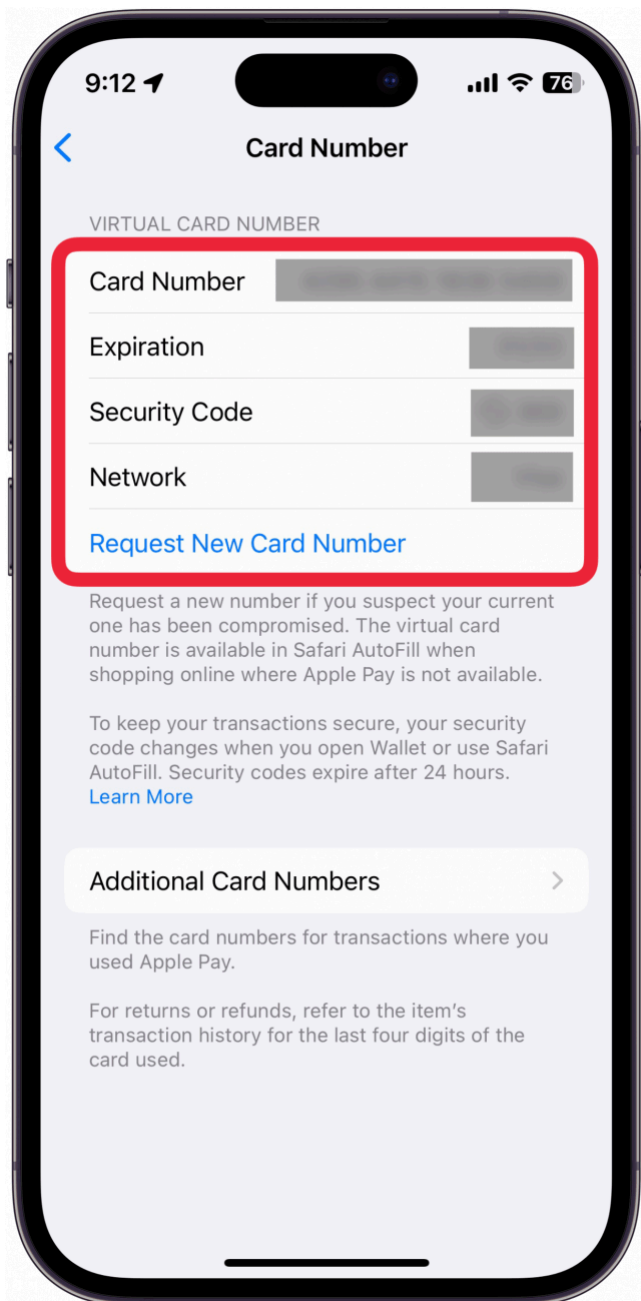 9:12
76
Card Number
VIRTUAL CARD NUMBER
Card Number
Expiration
Security Code
Network
Request New Card Number
Request a new number if you suspect your current
one has been compromised. The virtual card
number is available in Safari AutoFill when
shopping online where Apple Pay is not available.
To keep your transactions secure, your security
code changes when you open Wallet or use Safari
AutoFill. Security codes expire after 24 hours.
Learn More
Additional Card Numbers
Find the card numbers for transactions where you
used Apple Pay.
For returns or refunds, refer to the item's
transaction history for the last four digits of the
card used.